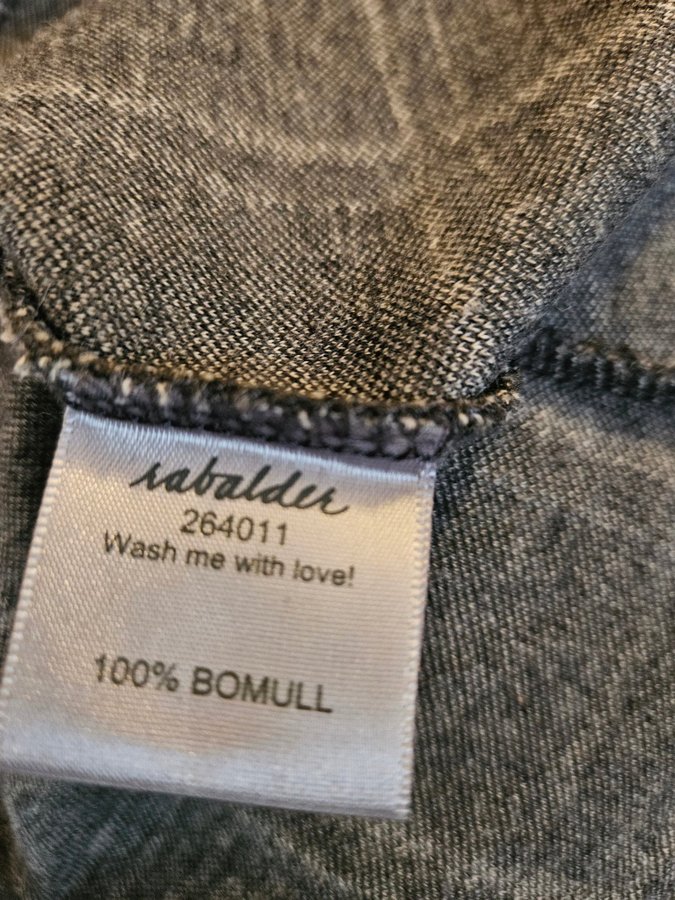 rabalder
264011
Wash me with love!
100% BOMULL